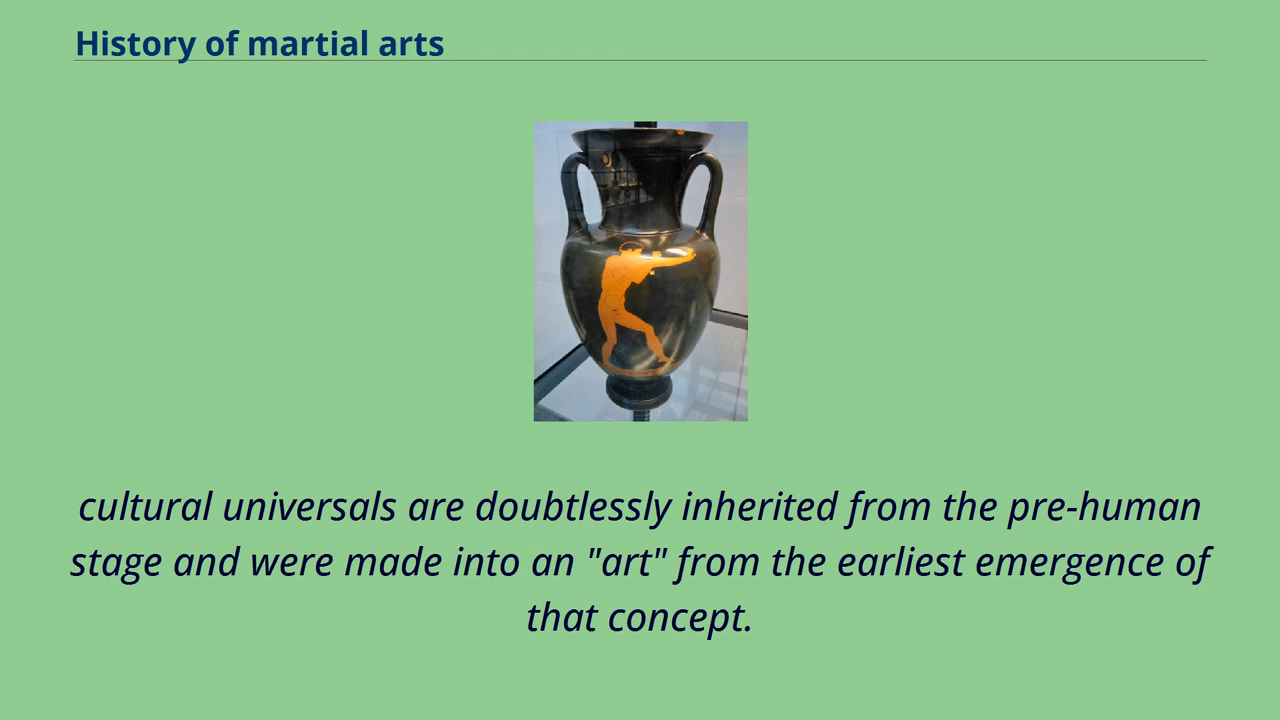 History of martial arts
cultural universals are doubtlessly inherited from the pre-human
stage and were made into an "art" from the earliest emergence of
that concept.